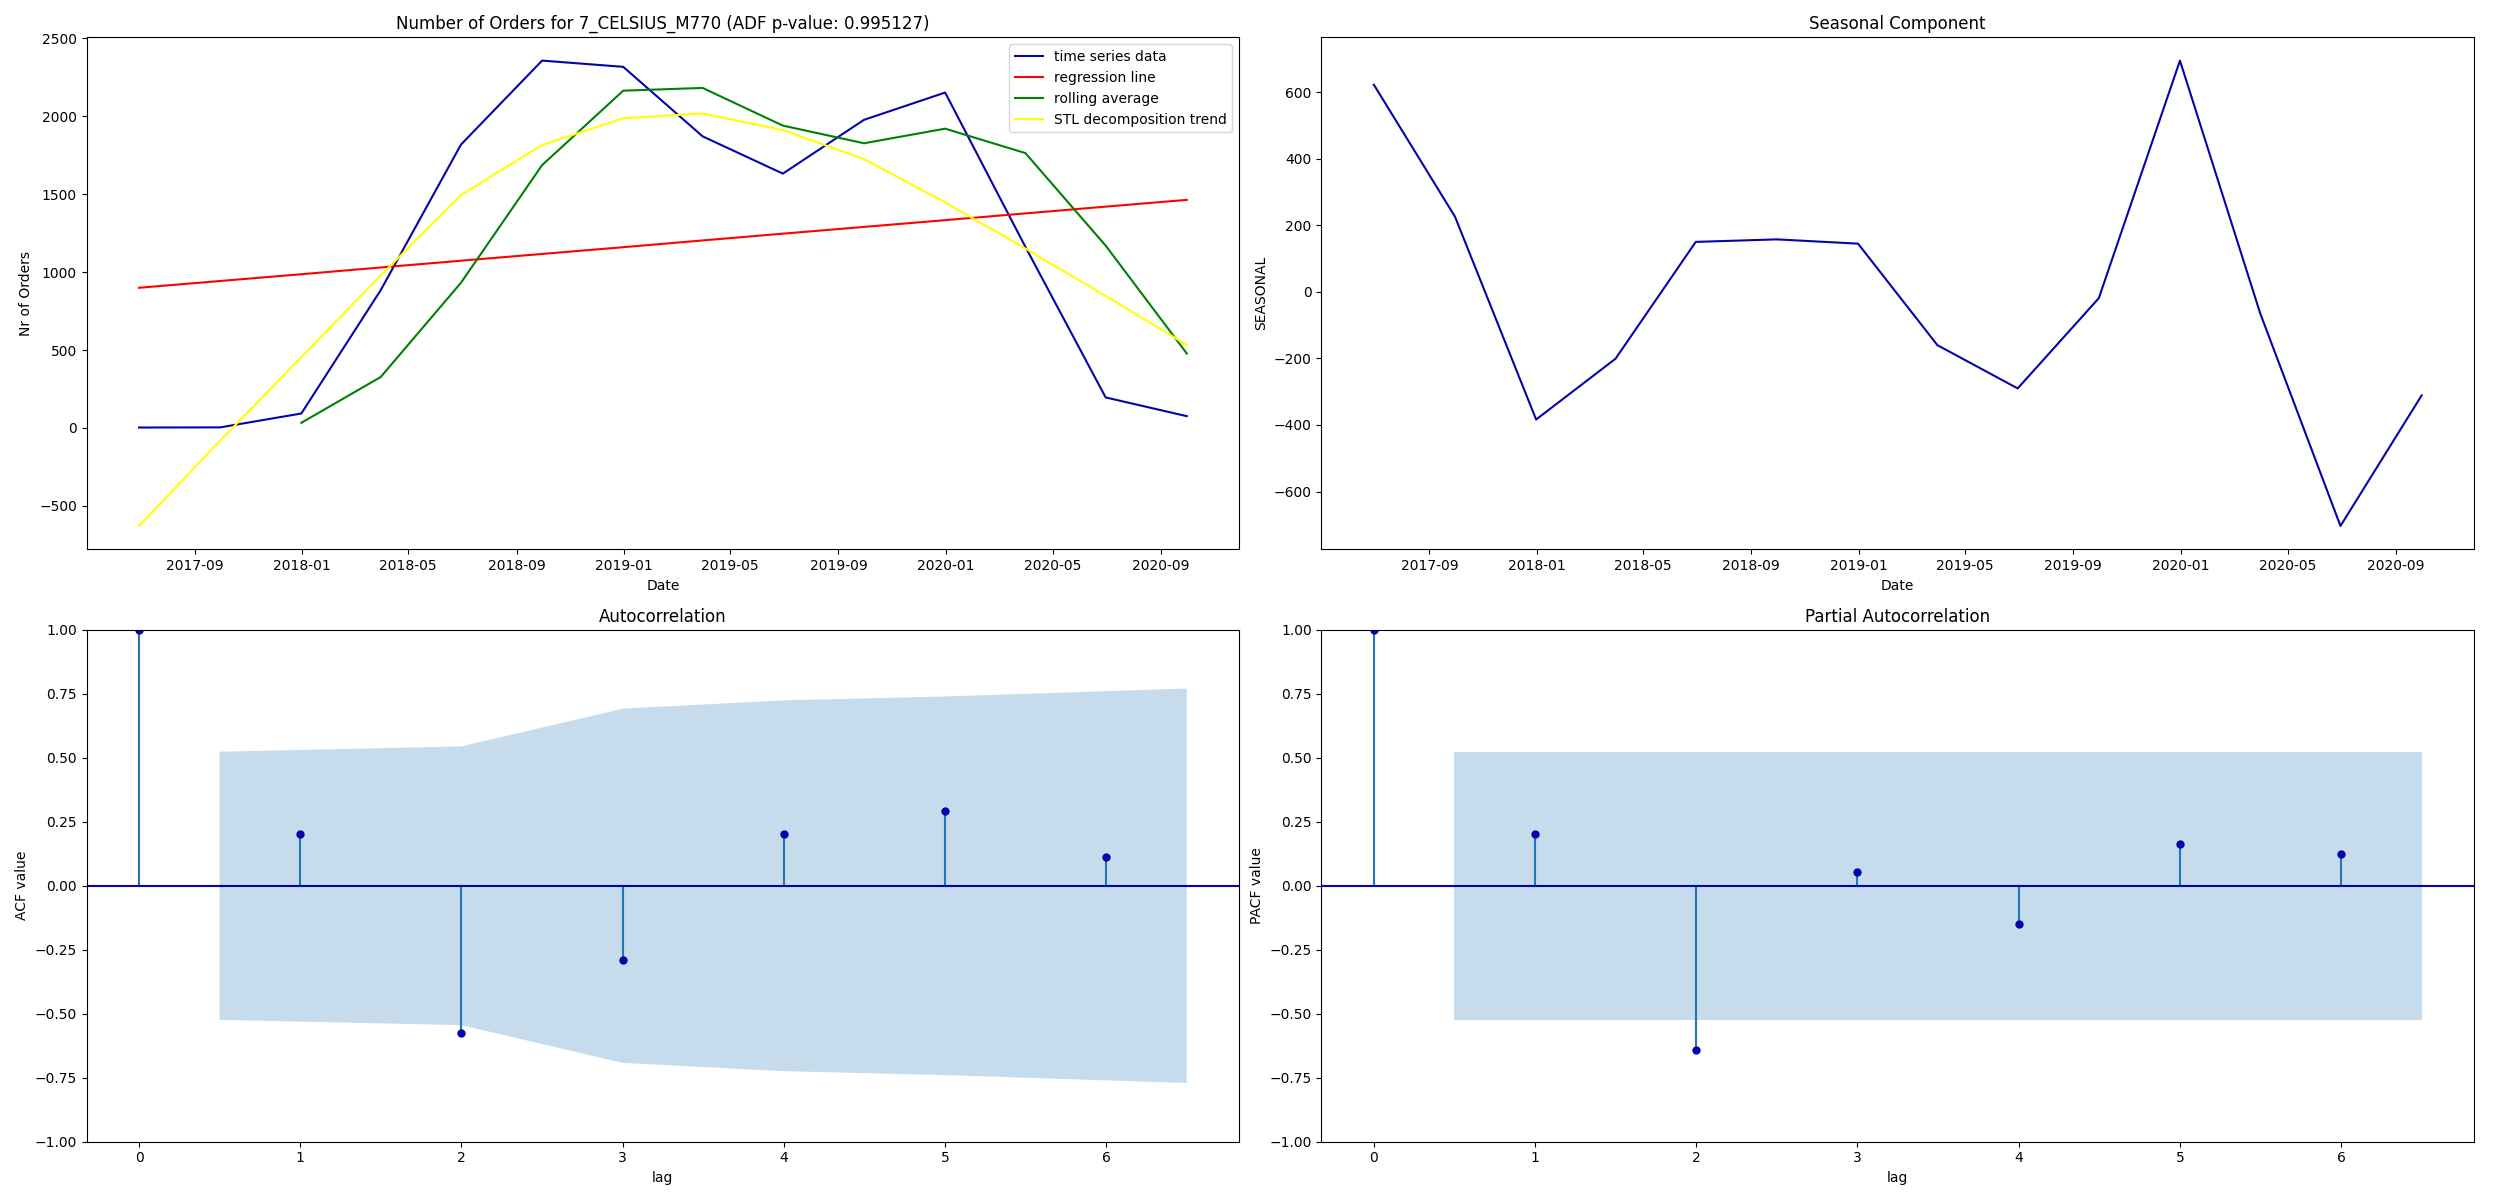 Number of Orders for 7_CELSIUS_M770 (ADF p-value: 0.995127)
2500
2000
1500
1000
500
0
−500
Nr of Orders
time series data
regression line
rolling average
STL decomposition trend
2017-09 2018-01 2018-05 2018-09 2019-01 2019-05 2019-09 2020-01 2020-05 2020-09
Date
Seasonal Component
600
400
200
0
−200
−400
−600
SEASONAL
2017-09 2018-01 2018-05 2018-09 2019-01 2019-05 2019-09 2020-01 2020-05 2020-09
Date
Autocorrelation
1.00
0.75
0.50
0.25
0.00
−0.25
−0.50
−0.75
−1.00
ACF value
0 1 2 3 4 5 6
lag
Partial Autocorrelation
1.00
0.75
0.50
0.25
0.00
−0.25
−0.50
−0.75
−1.00
PACF value
0 1 2 3 4 5 6
lag